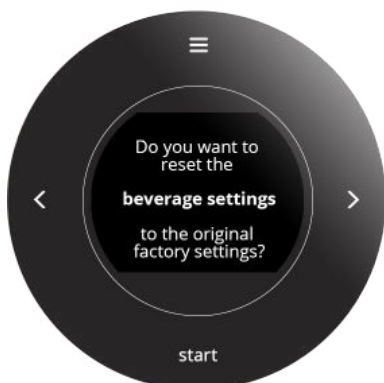 Do you want to
reset the
beverage settings
to the original
factory settings?
start